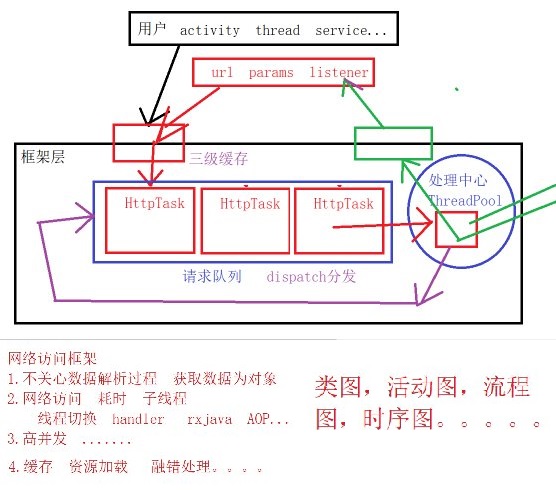 用户 activity thread service...
url params listener
框架层
三级缓存
处理中心
ThreadPool
HttpTask
HttpTask
HttpTask
请求队列 dispatch分发
网络访问框架
1.不关心数据解析过程 获取数据为对象
2.网络访问 耗时 子线程
线程切换 handler rxjava AOP...
3.高并发 .......
4.缓存 资源加载 融错处理。。。。
类图，活动图，流程
图，时序图。。。。。